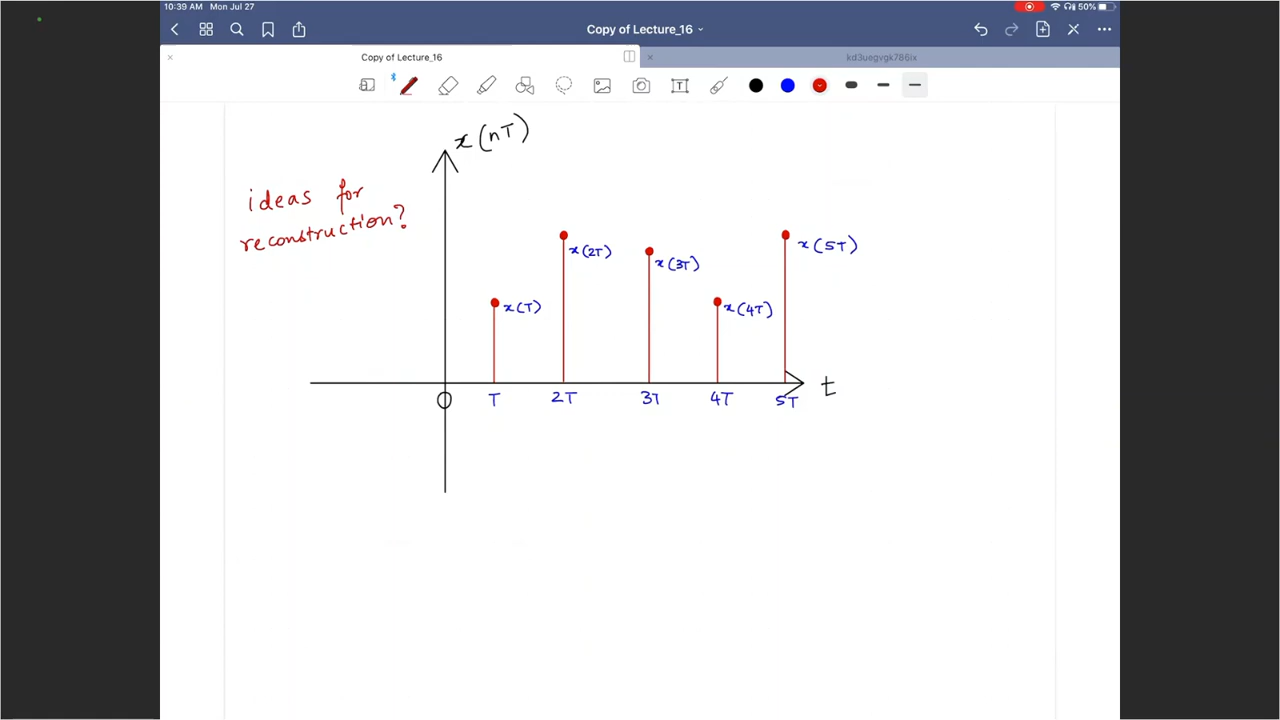 10:39 AM Mon Jul 27
50%
Copy of Lecture_16
Copy of Lecture_16
kd3uegvgk786ix
T
x(nT)
ideas for
reconstruction?
x(2T)
x(3T)
x(5T)
x(T)
x(4T)
t
0
T
2T
3T
4T
5T